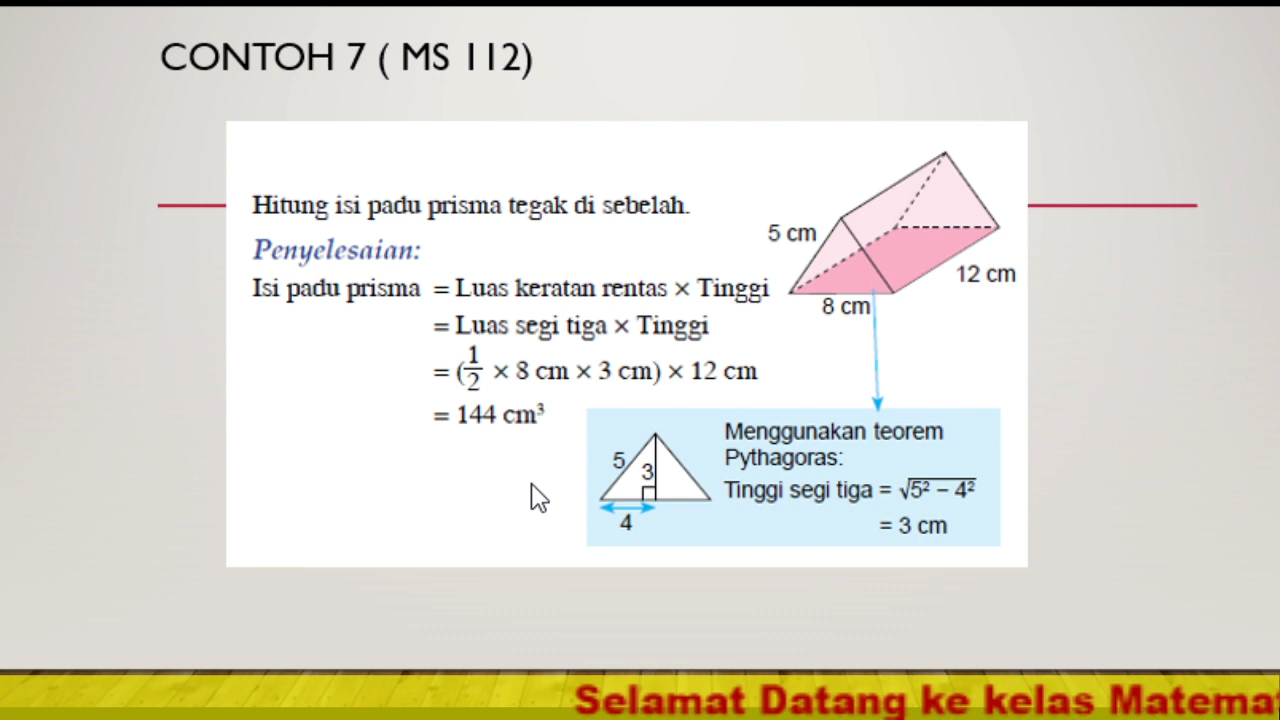 CONTOH 7 ( MS 112)
Hitung isi padu prisma tegak di sebelah.
Penyelesaian:
Isi padu prisma = Luas keratan rentas × Tinggi
= Luas segi tiga × Tinggi
= (1/2 × 8 cm × 3 cm) × 12 cm
= 144 cm³
5 cm
12 cm
8 cm
5
3
4
Menggunakan teorem
Pythagoras:
Tinggi segi tiga = √5² – 4²
= 3 cm
Selamat Datang ke kelas Matema